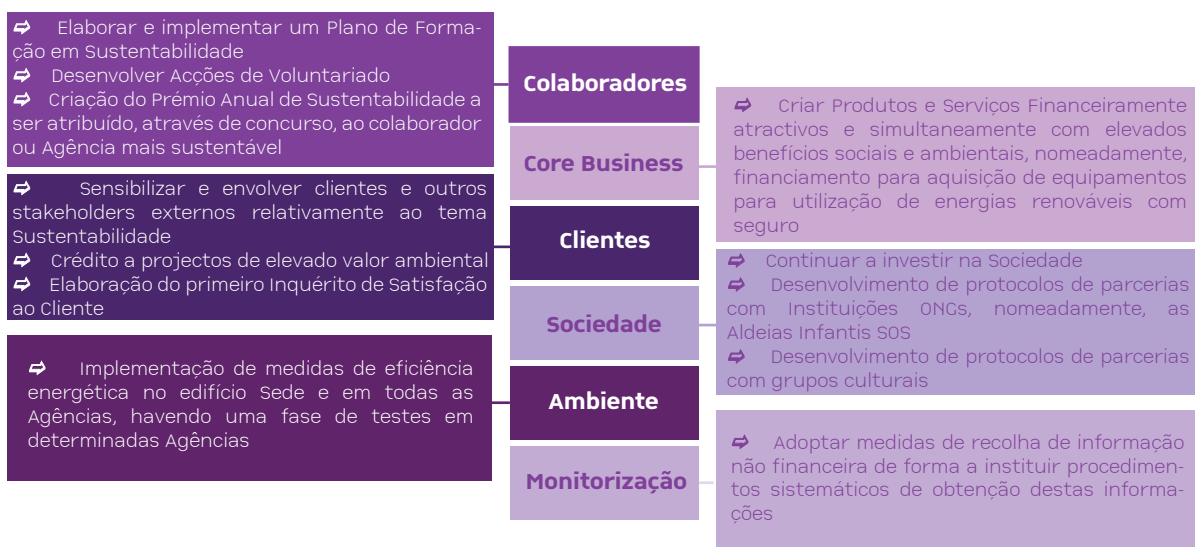 ⇨ Elaborar e implementar um Plano de Forma-
ção em Sustentabilidade
⇨ Desenvolver Acções de Voluntariado
⇨ Criação do Prémio Anual de Sustentabilidade a
ser atribuído, através de concurso, ao colaborador
ou Agência mais sustentável
Colaboradores
Core Business
⇨ Criar Produtos e Serviços Financeiramente
atractivos e simultaneamente com elevados
benefícios sociais e ambientais, nomeadamente,
financiamento para aquisição de equipamentos
para utilização de energias renováveis com
seguro
⇨ Sensibilizar e envolver clientes e outros
stakeholders externos relativamente ao tema
Sustentabilidade
⇨ Crédito a projectos de elevado valor ambiental
⇨ Elaboração do primeiro Inquérito de Satisfação
ao Cliente
Clientes
Sociedade
⇨ Continuar a investir na Sociedade
⇨ Desenvolvimento de protocolos de parcerias
com Instituições ONGs, nomeadamente, as
Aldeias Infantis SOS
⇨ Desenvolvimento de protocolos de parcerias
com grupos culturais
⇨ Implementação de medidas de eficiência
energética no edifício Sede e em todas as
Agências, havendo uma fase de testes em
determinadas Agências
Ambiente
Monitorização
⇨ Adoptar medidas de recolha de informação
não financeira de forma a instituir procedimen-
tos sistemáticos de obtenção destas informa-
ções